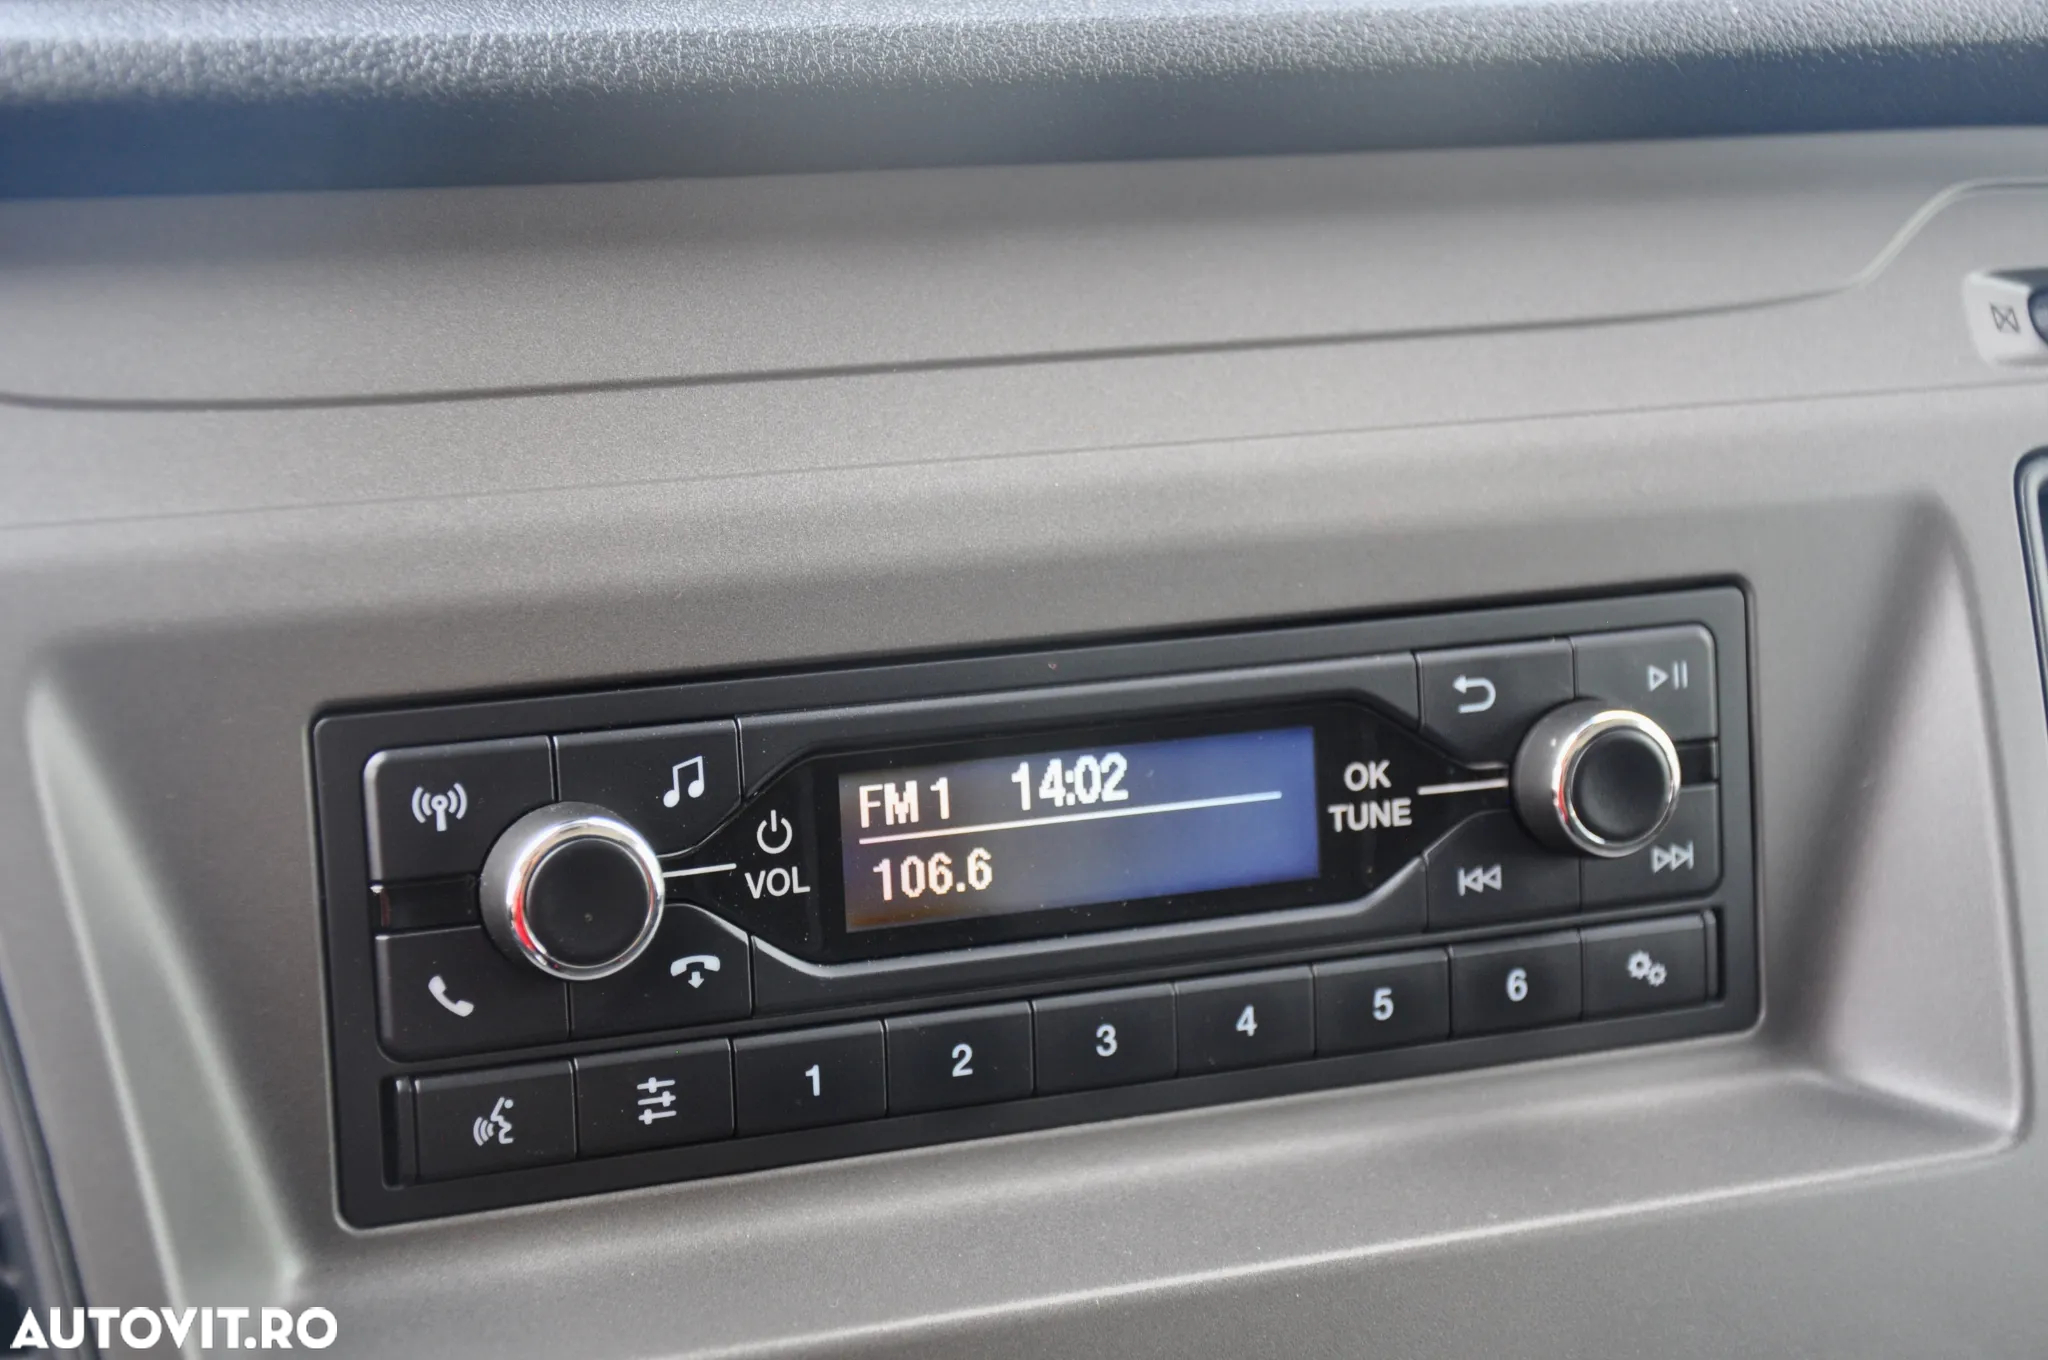 FM 1 14:02
106.6
VOL
OK
TUNE
1 2 3 4 5 6
AUTOVIT.RO